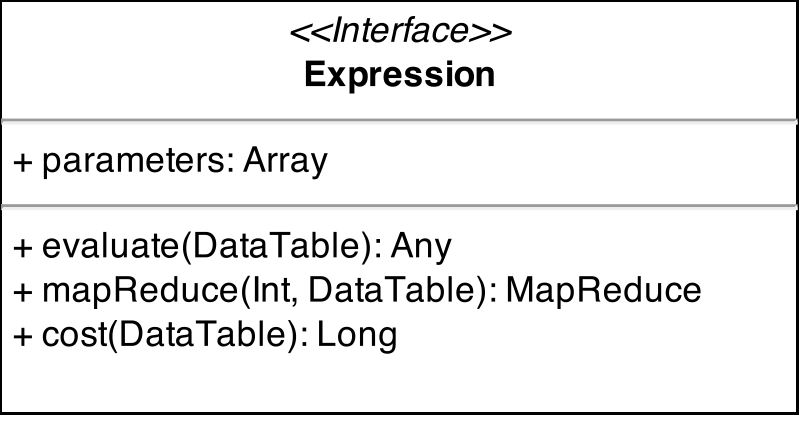 <<Interface>>
Expression
+ parameters: Array
+ evaluate(DataTable): Any
+ mapReduce(Int, DataTable): MapReduce
+ cost(DataTable): Long